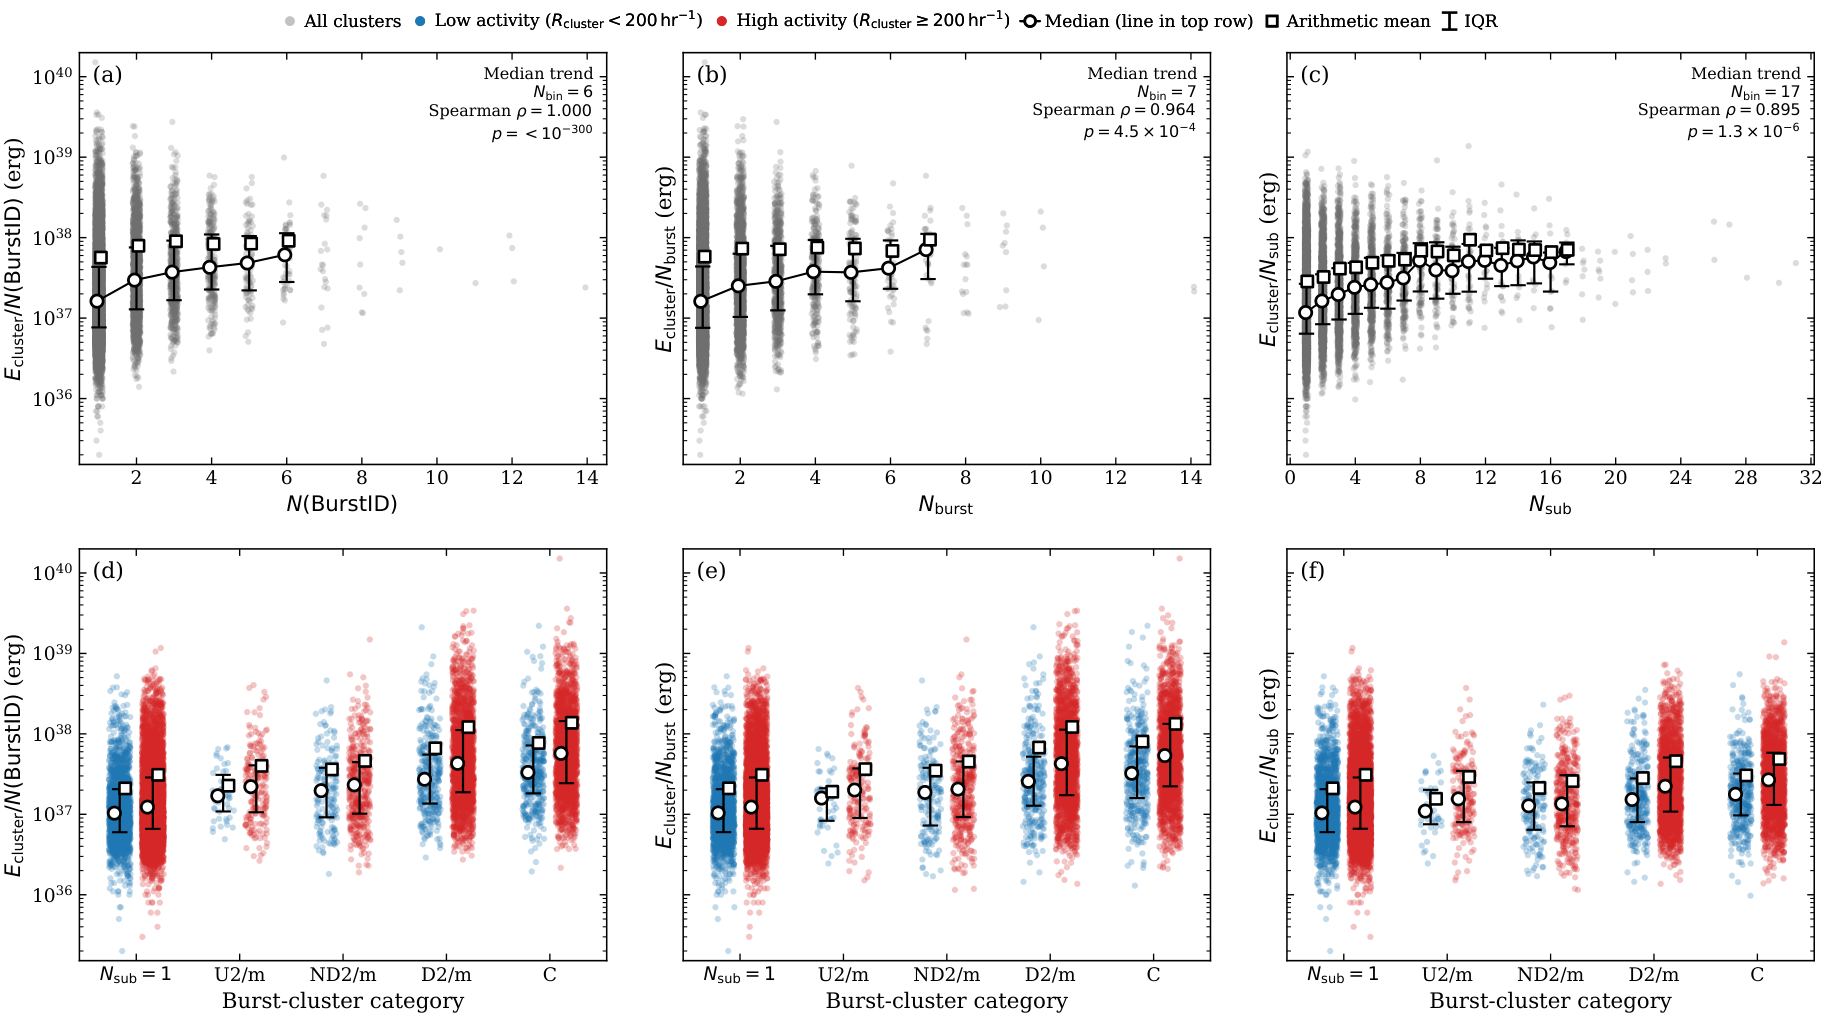 All clusters Low activity (R_cluster < 200 hr⁻¹) High activity (R_cluster ≥ 200 hr⁻¹) Median (line in top row) Arithmetic mean IQR
(a)
Median trend
N_bin = 6
Spearman ρ = 1.000
p = < 10⁻³⁰⁰
10⁴⁰
10³⁹
10³⁸
10³⁷
10³⁶
E_cluster/N(BurstID) (erg)
2 4 6 8 10 12 14
N(BurstID)
(b)
Median trend
N_bin = 7
Spearman ρ = 0.964
p = 4.5 × 10⁻⁴
E_cluster/N_burst (erg)
2 4 6 8 10 12 14
N_burst
(c)
Median trend
N_bin = 17
Spearman ρ = 0.895
p = 1.3 × 10⁻⁶
E_cluster/N_sub (erg)
0 4 8 12 16 20 24 28 32
N_sub
(d)
10⁴⁰
10³⁹
10³⁸
10³⁷
10³⁶
E_cluster/N(BurstID) (erg)
N_sub = 1 U2/m ND2/m D2/m C
Burst-cluster category
(e)
E_cluster/N_burst (erg)
N_sub = 1 U2/m ND2/m D2/m C
Burst-cluster category
(f)
E_cluster/N_sub (erg)
N_sub = 1 U2/m ND2/m D2/m C
Burst-cluster category